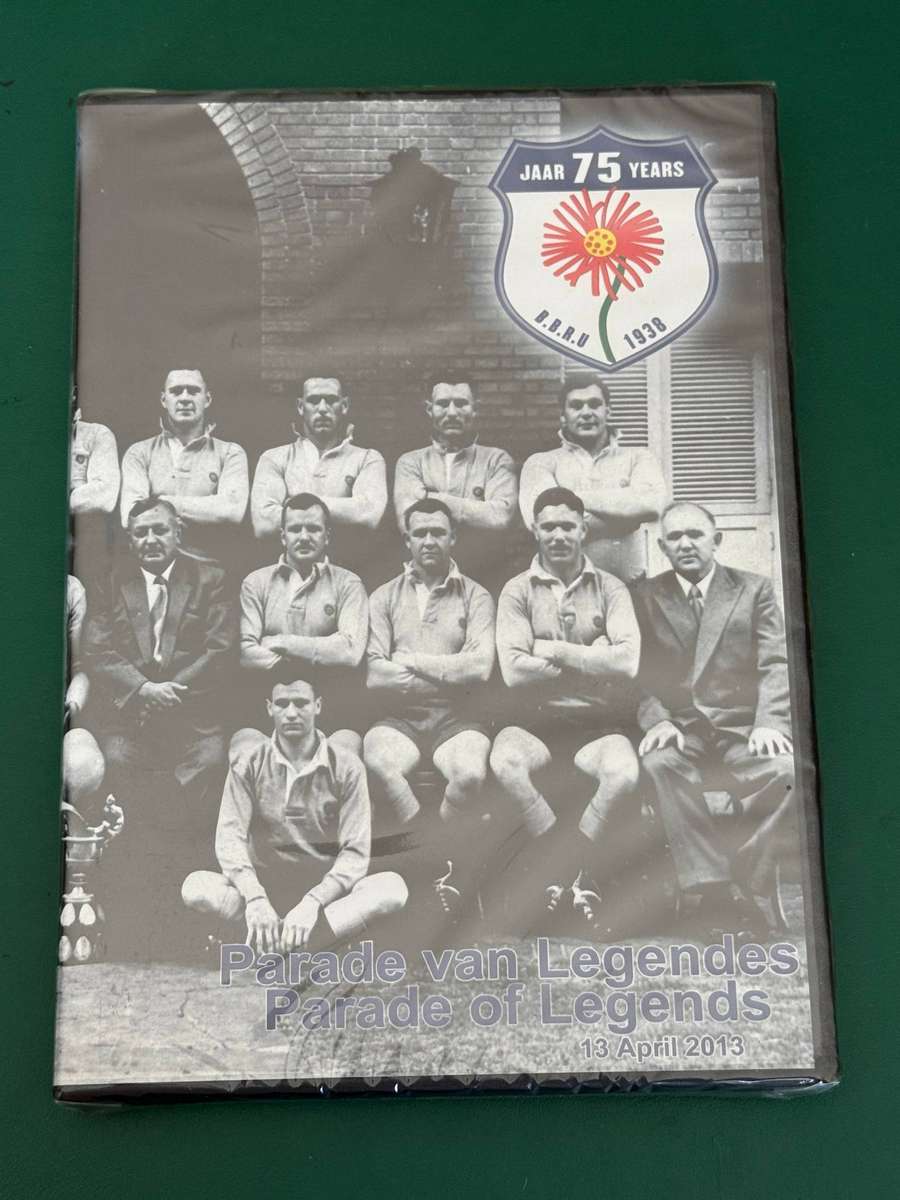 JAAR 75 YEARS
B.B.R.U 1938
Parade van Legendes
Parade of Legends
13 April 2013